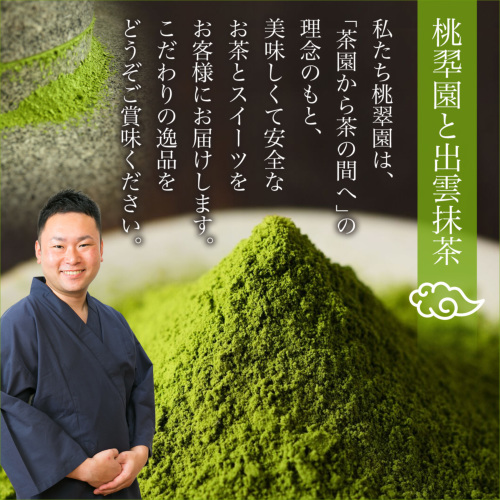 桃翆園と出雲抹茶
私たち桃翠園は、
「茶園から茶の間へ」の
理念のもと、
美味しくて安全な
お茶とスイーツを
お客様にお届けします。
こだわりの逸品を
どうぞご賞味ください。